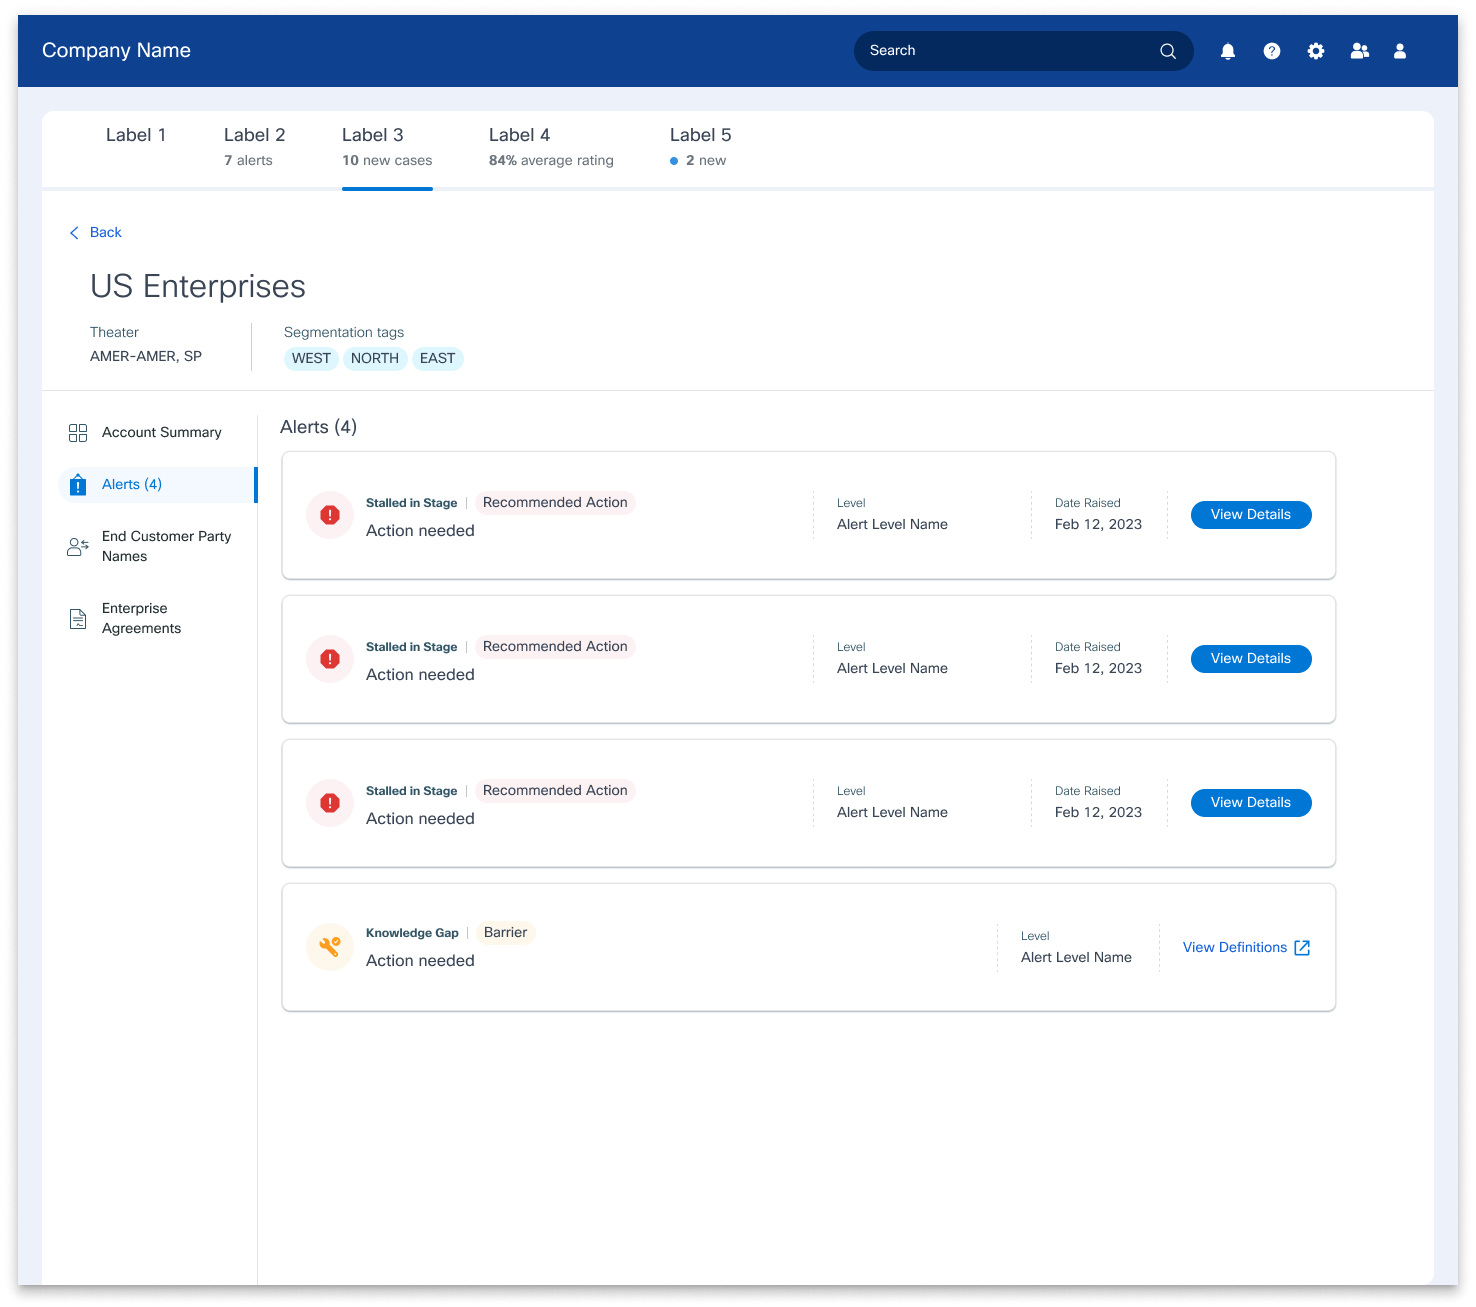 Company Name
Search
Label 1
Label 2
7 alerts
Label 3
10 new cases
Label 4
84% average rating
Label 5
2 new
Back
US Enterprises
Theater
AMER-AMER, SP
Segmentation tags
WEST NORTH EAST
Account Summary
Alerts (4)
End Customer Party
Names
Enterprise
Agreements
Alerts (4)
Stalled in Stage | Recommended Action
Action needed
Level
Alert Level Name
Date Raised
Feb 12, 2023
View Details
Stalled in Stage | Recommended Action
Action needed
Level
Alert Level Name
Date Raised
Feb 12, 2023
View Details
Stalled in Stage | Recommended Action
Action needed
Level
Alert Level Name
Date Raised
Feb 12, 2023
View Details
Knowledge Gap | Barrier
Action needed
Level
Alert Level Name
View Definitions